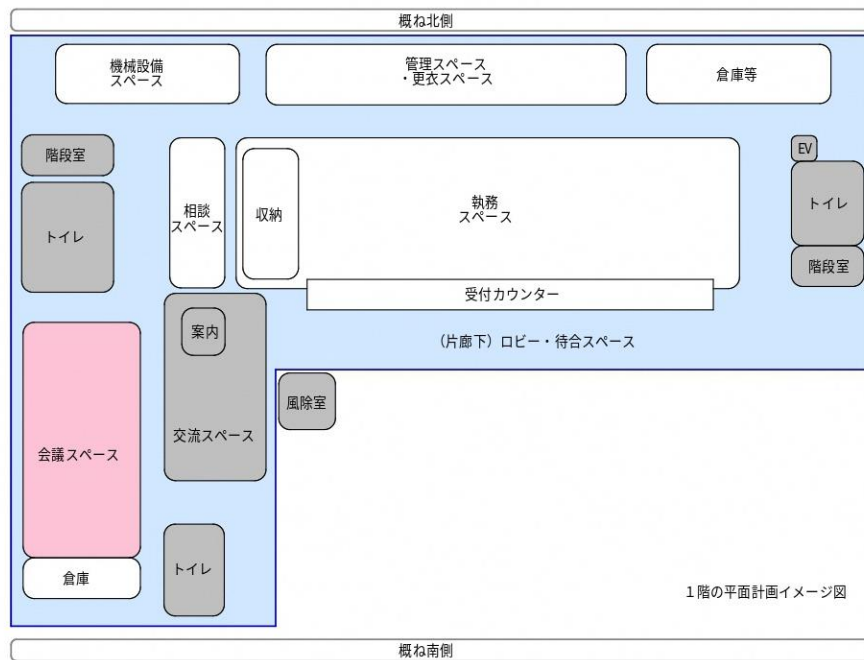 概ね北側
機械設備
スペース
管理スペース
・更衣スペース
倉庫等
階段室
トイレ
相談
スペース
収納
執務
スペース
EV
トイレ
階段室
受付カウンター
案内
（片廊下）ロビー・待合スペース
風除室
交流スペース
会議スペース
倉庫
トイレ
１階の平面計画イメージ図
概ね南側